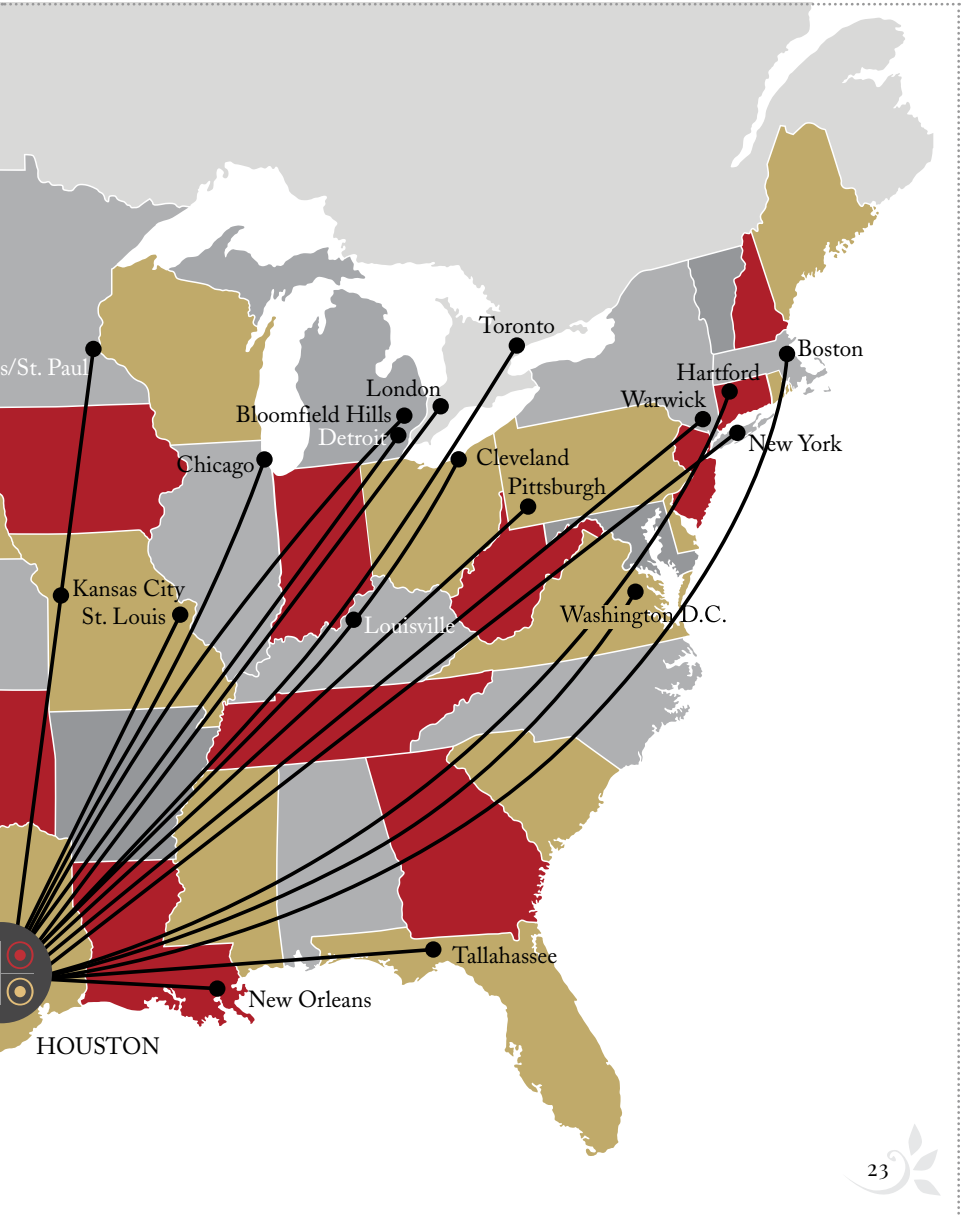 Toronto
Boston
s/St. Paul
Hartford
London
Warwick
Bloomfield Hills
Detroit
New York
Cleveland
Chicago
Pittsburgh
Kansas City
St. Louis
Washington D.C.
Louisville
Tallahassee
New Orleans
HOUSTON
23